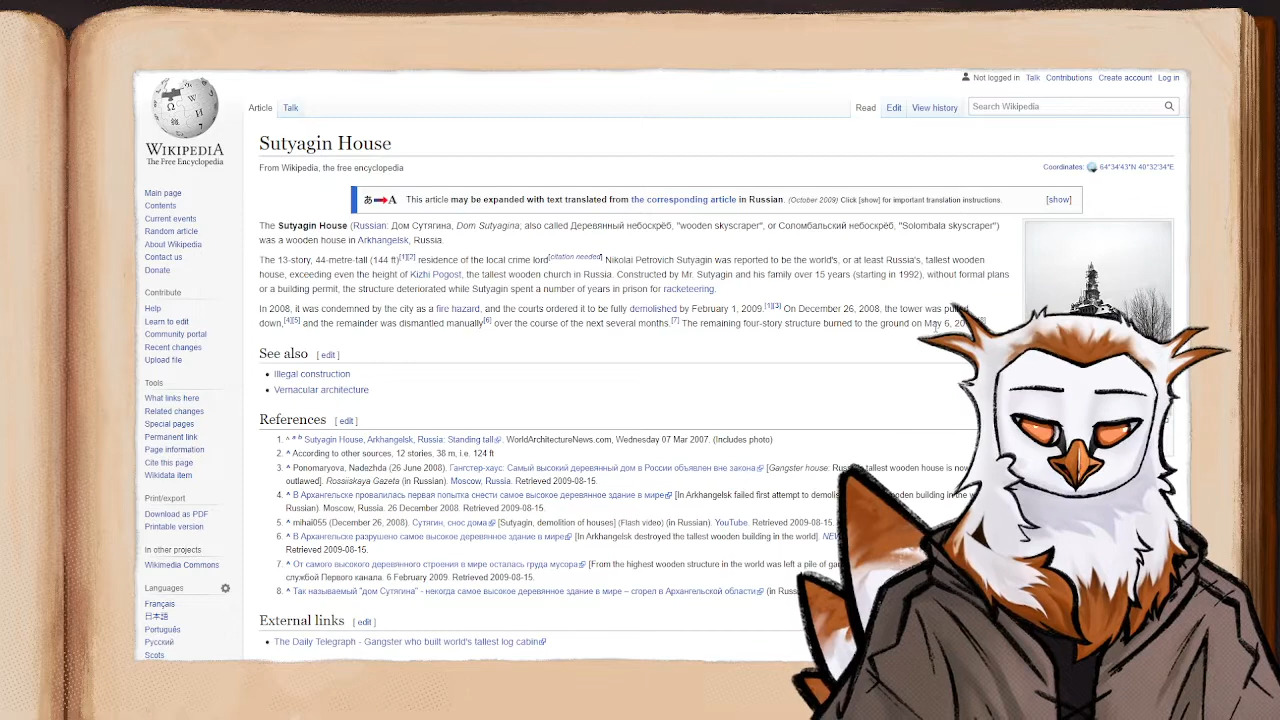 Not logged in Talk Contributions Create account Log in
Article Talk Read Edit View history Search Wikipedia
WIKIPEDIA
The Free Encyclopedia
Sutyagin House
From Wikipedia, the free encyclopedia
Coordinates: 64°34′43″N 40°32′34″E
This article may be expanded with text translated from the corresponding article in Russian. (October 2009) Click [show] for important translation instructions. [show]
The Sutyagin House (Russian: Дом Сутягина, Dom Sutyagina; also called Деревянный небоскрёб, "wooden skyscraper", or Соломбальский небоскрёб, "Solombala skyscraper")
was a wooden house in Arkhangelsk, Russia.
The 13-story, 44-metre-tall (144 ft)[1][2] residence of the local crime lord[citation needed] Nikolai Petrovich Sutyagin was reported to be the world's, or at least Russia's, tallest wooden
house, exceeding even the height of Kizhi Pogost, the tallest wooden church in Russia. Constructed by Mr. Sutyagin and his family over 15 years (starting in 1992), without formal plans
or a building permit, the structure deteriorated while Sutyagin spent a number of years in prison for racketeering.
In 2008, it was condemned by the city as a fire hazard, and the courts ordered it to be fully demolished by February 1, 2009.[1][3] On December 26, 2008, the tower was
down,[4][5] and the remainder was dismantled manually[6] over the course of the next several months.[7] The remaining four-story structure burned to the ground on May 6,
See also [ edit ]
Illegal construction
Vernacular architecture
References [ edit ]
1. ^ a b Sutyagin House, Arkhangelsk, Russia: Standing tall. WorldArchitectureNews.com, Wednesday 07 Mar 2007. (Includes photo)
2. ^ According to other sources, 12 stories, 38 m, i.e. 124 ft
3. ^ Ponomaryova, Nadezhda (26 June 2008). Гангстер-хаус: Самый высокий деревянный дом в России объявлен вне закона [Gangster house: tallest wooden house is now
outlawed]. Rossiiskaya Gazeta (in Russian). Moscow, Russia. Retrieved 2009-08-15.
4. ^ В Архангельске провалилась первая попытка снести самое высокое деревянное здание в мире [In Arkhangelsk failed first attempt to building in the
Russian). Moscow, Russia. 26 December 2008. Retrieved 2009-08-15.
5. ^ mihai055 (December 26, 2008). Сутягин, снос дома [Sutyagin, demolition of houses] (Flash video) (in Russian). YouTube. Retrieved 2009-08-15.
6. ^ В Архангельске разрушено самое высокое деревянное здание в мире [In Arkhangelsk destroyed the tallest wooden building in the world].
Retrieved 2009-08-15.
7. ^ От самого высокого деревянного строения в мире осталась груда мусора [From the highest wooden structure in the world was left a pile of
службой Первого канала. 6 February 2009. Retrieved 2009-08-15.
8. ^ Так называемый "дом Сутягина" - некогда самое высокое деревянное здание в мире – сгорел в Архангельской области (in
External links [ edit ]
The Daily Telegraph - Gangster who built world's tallest log cabin
Main page
Contents
Current events
Random article
About Wikipedia
Contact us
Donate
Contribute
Help
Learn to edit
Community portal
Recent changes
Upload file
Tools
What links here
Related changes
Special pages
Permanent link
Page information
Cite this page
Wikidata item
Print/export
Download as PDF
Printable version
In other projects
Wikimedia Commons
Languages
Français
日本語
Português
Русский
Scots